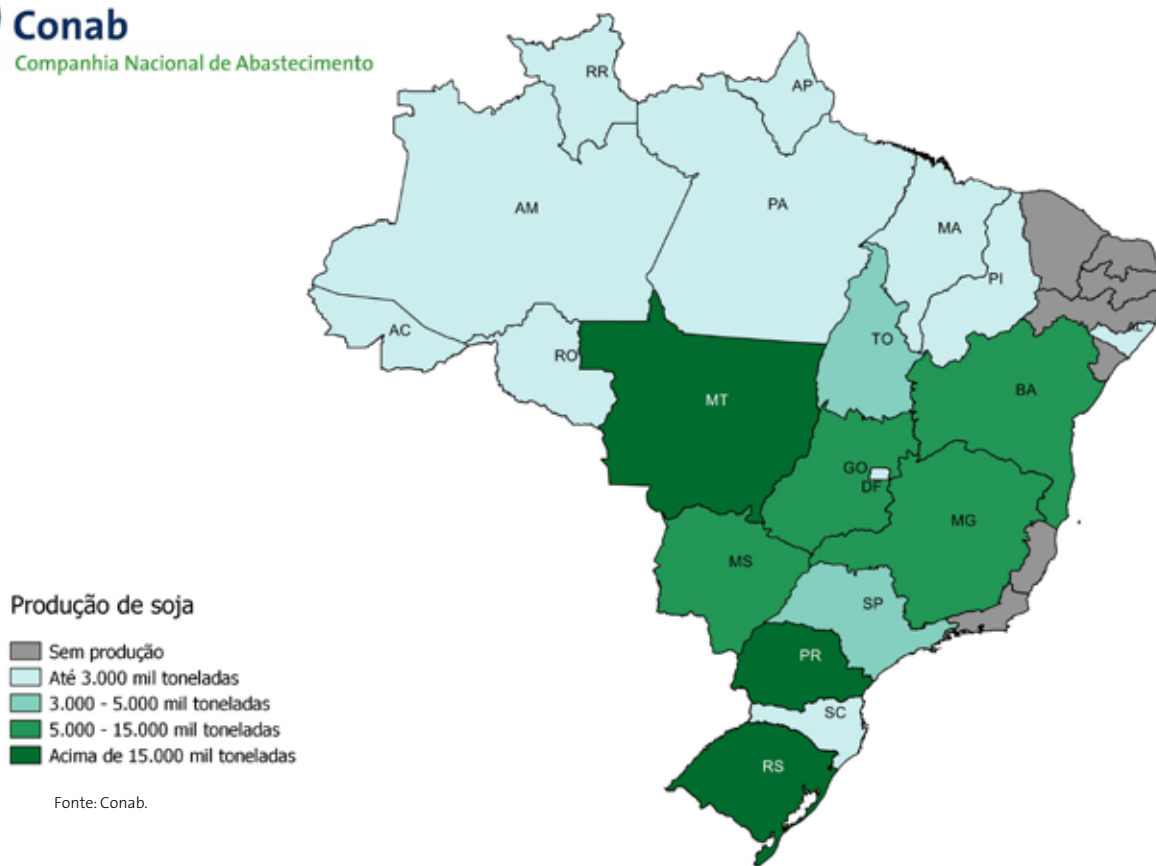 Conab
Companhia Nacional de Abastecimento
RR
AP
AM
PA
MA
PI
AC
TO
AL
RO
BA
MT
GO
DF
MG
MS
SP
PR
SC
RS
Produção de soja
Sem produção
Até 3.000 mil toneladas
3.000 - 5.000 mil toneladas
5.000 - 15.000 mil toneladas
Acima de 15.000 mil toneladas
Fonte: Conab.